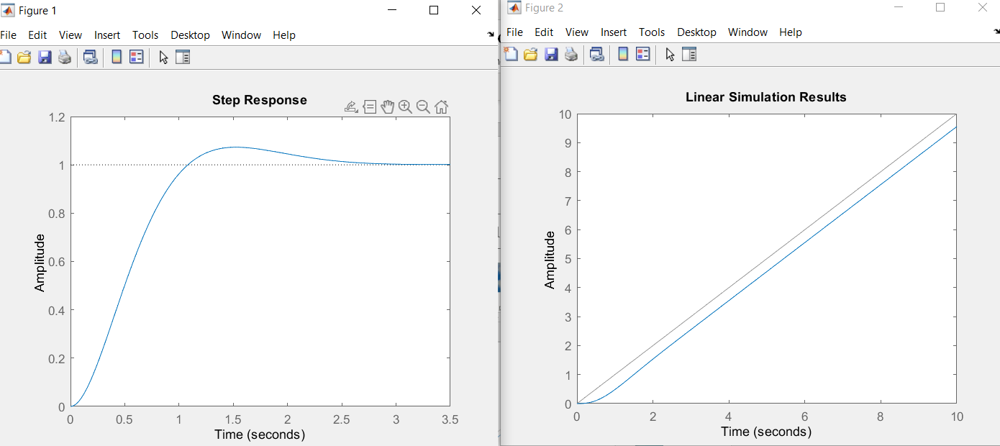 Figure 1
File Edit View Insert Tools Desktop Window Help
Step Response
1.2
1
0.8
0.6
0.4
0.2
0
Amplitude
0 0.5 1 1.5 2 2.5 3 3.5
Time (seconds)
Figure 2
File Edit View Insert Tools Desktop Window Help
Linear Simulation Results
10
9
8
7
6
5
4
3
2
1
0
Amplitude
0 2 4 6 8 10
Time (seconds)